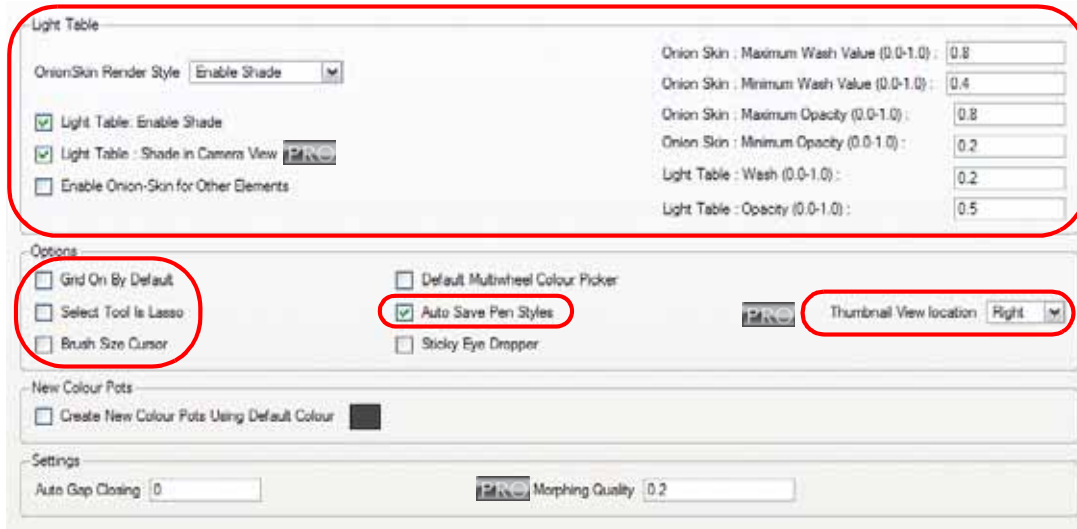 Light Table
OnionSkin Render Style Enable Shade
Light Table: Enable Shade
Light Table : Shade in Camera View PRO
Enable Onion-Skin for Other Elements
Onion Skin : Maximum Wash Value (0.0-1.0) : 0.8
Onion Skin : Minimum Wash Value (0.0-1.0) : 0.4
Onion Skin : Maximum Opacity (0.0-1.0) : 0.8
Onion Skin : Minimum Opacity (0.0-1.0) : 0.2
Light Table : Wash (0.0-1.0) : 0.2
Light Table : Opacity (0.0-1.0) : 0.5
Options
Grid On By Default
Select Tool Is Lasso
Brush Size Cursor
Default Multiwheel Colour Picker
Auto Save Pen Styles
Sticky Eye Dropper
PRO Thumbnail View location Right
New Colour Pots
Create New Colour Pots Using Default Colour
Settings
Auto Gap Closing 0
PRO Morphing Quality 0.2